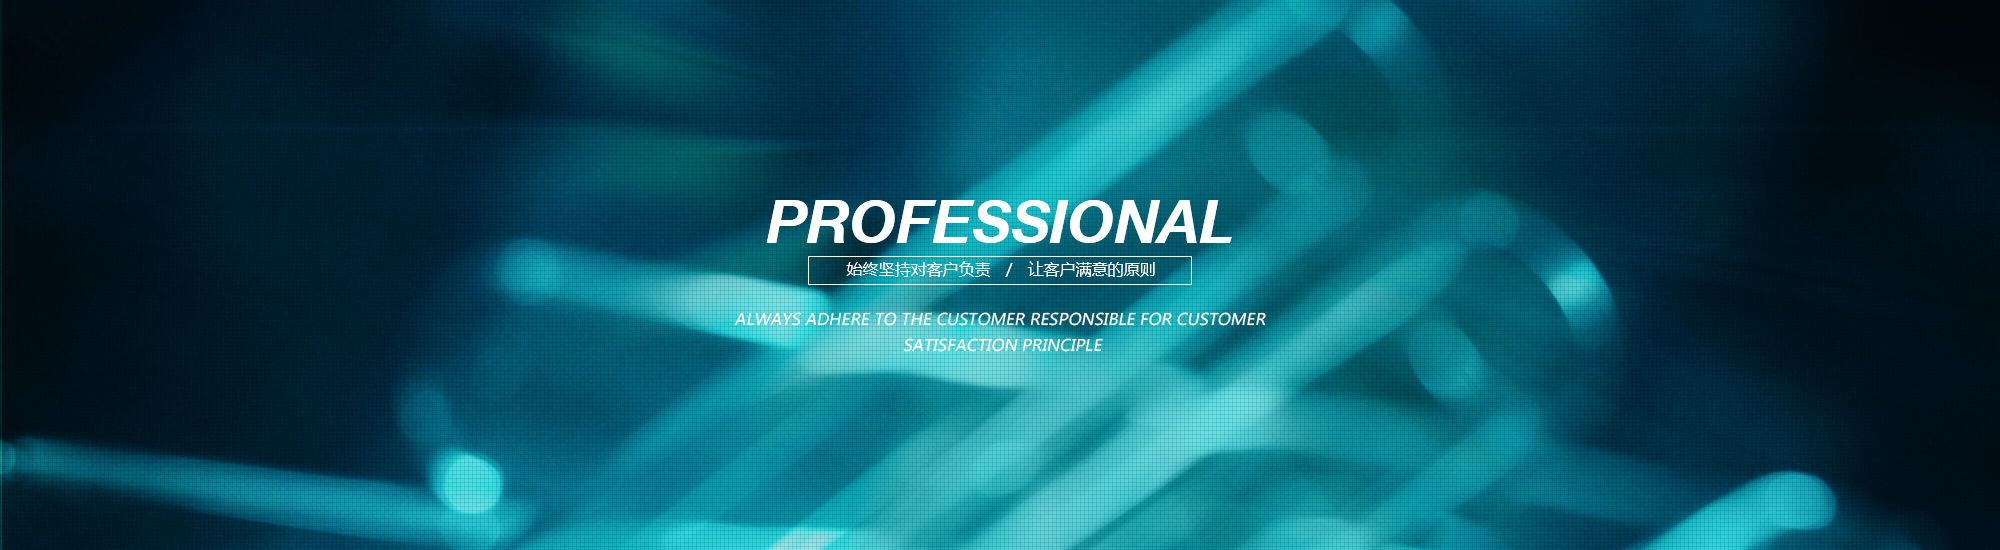 PROFESSIONAL
始终坚持对客户负责 / 让客户满意的原则
ALWAYS ADHERE TO THE CUSTOMER RESPONSIBLE FOR CUSTOMER
SATISFACTION PRINCIPLE